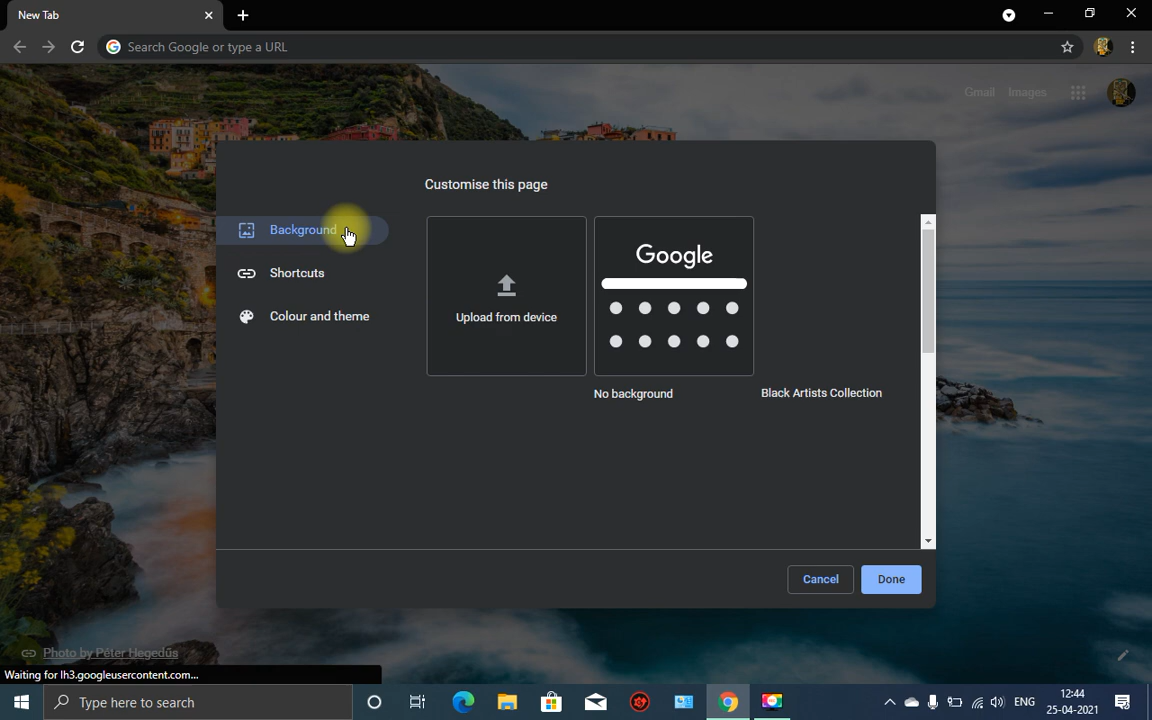 New Tab
Search Google or type a URL
Gmail Images
Customise this page
Background
Shortcuts
Colour and theme
Upload from device
Google
No background
Black Artists Collection
Cancel
Done
Photo by Péter Hegedűs
Waiting for lh3.googleusercontent.com...
Type here to search
ENG
12:44
25-04-2021